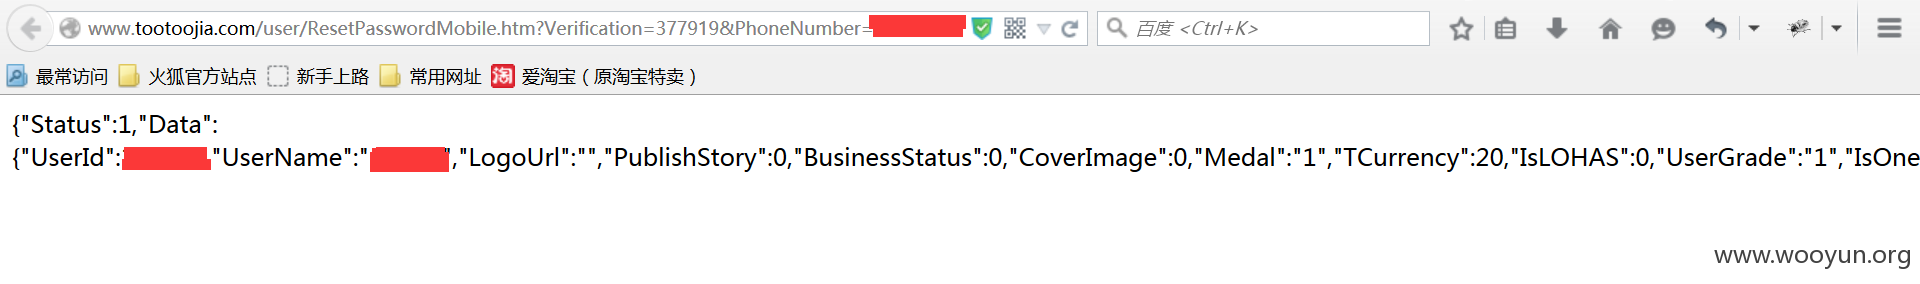 www.tootoojia.com/user/ResetPasswordMobile.htm?Verification=377919&PhoneNumber=
百度 <Ctrl+K>
最常访问 火狐官方站点 新手上路 常用网址 淘 爱淘宝（原淘宝特卖）
{"Status":1,"Data":
{"UserId": "UserName":" ","LogoUrl":"","PublishStory":0,"BusinessStatus":0,"CoverImage":0,"Medal":"1","TCurrency":20,"IsLOHAS":0,"UserGrade":"1","IsOne
www.wooyun.org